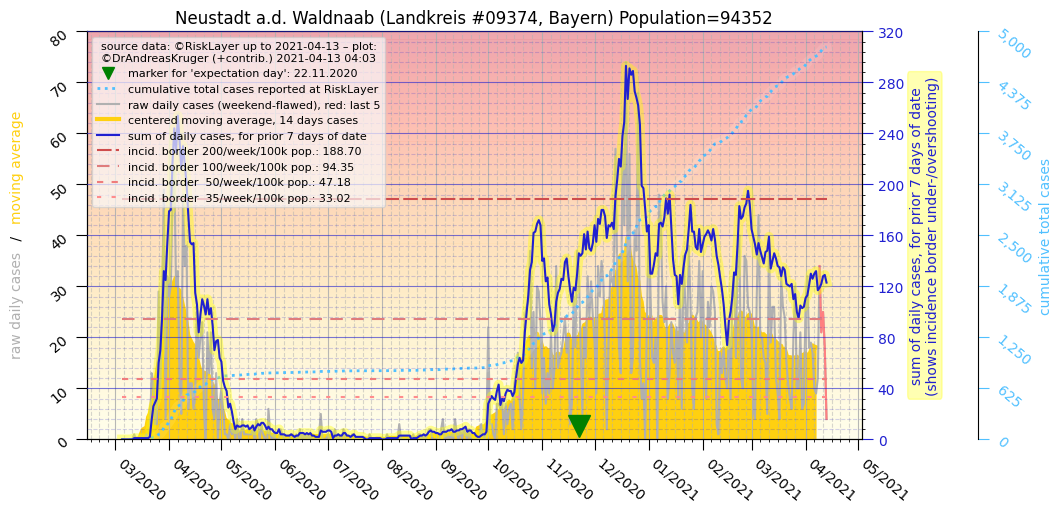 Neustadt a.d. Waldnaab (Landkreis #09374, Bayern) Population=94352
source data: ©RiskLayer up to 2021-04-13 – plot:
©DrAndreasKruger (+contrib.) 2021-04-13 04:03
marker for 'expectation day': 22.11.2020
cumulative total cases reported at RiskLayer
raw daily cases (weekend-flawed), red: last 5
centered moving average, 14 days cases
sum of daily cases, for prior 7 days of date
incid. border 200/week/100k pop.: 188.70
incid. border 100/week/100k pop.: 94.35
incid. border  50/week/100k pop.: 47.18
incid. border  35/week/100k pop.: 33.02
raw daily cases  /  moving average
80
70
60
50
40
30
20
10
0
03/2020
04/2020
05/2020
06/2020
07/2020
08/2020
09/2020
10/2020
11/2020
12/2020
01/2021
02/2021
03/2021
04/2021
05/2021
320
280
240
200
160
120
80
40
0
sum of daily cases, for prior 7 days of date
(shows incidence border under-/overshooting)
5,000
4,375
3,750
3,125
2,500
1,875
1,250
625
0
cumulative total cases